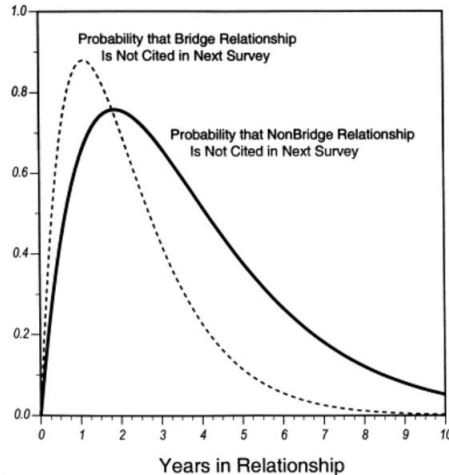 1.0
Probability that Bridge Relationship
Is Not Cited in Next Survey
0.8
Probability that NonBridge Relationship
Is Not Cited in Next Survey
0.6
0.4
0.2
0.0
0 1 2 3 4 5 6 7 8 9 10
Years in Relationship